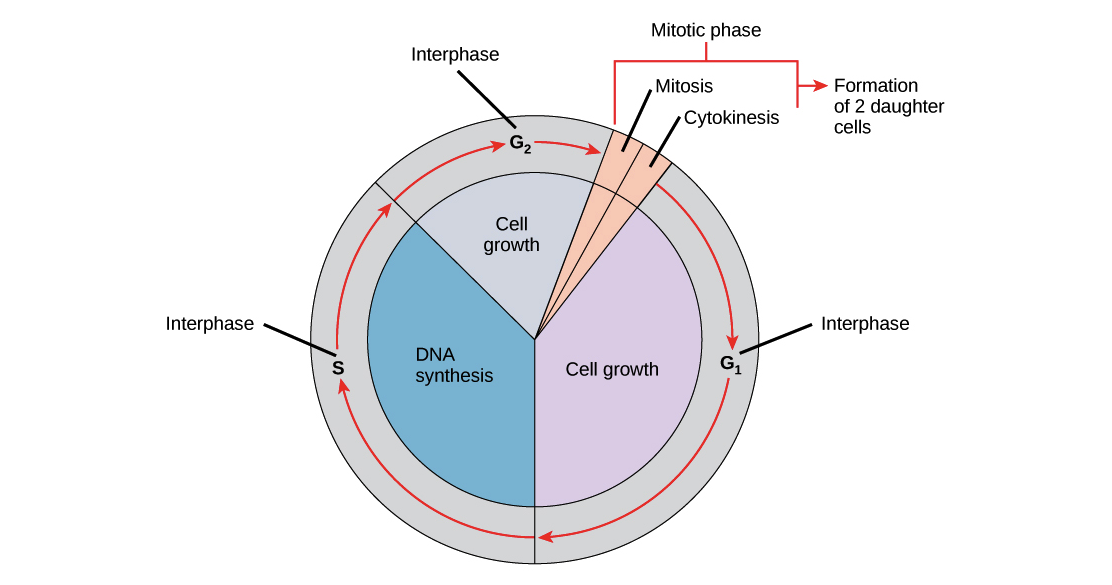 Mitotic phase
Interphase
Mitosis
Formation
of 2 daughter
cells
Cytokinesis
G₂
Cell
growth
Interphase
Interphase
DNA
synthesis
S
Cell growth
G₁